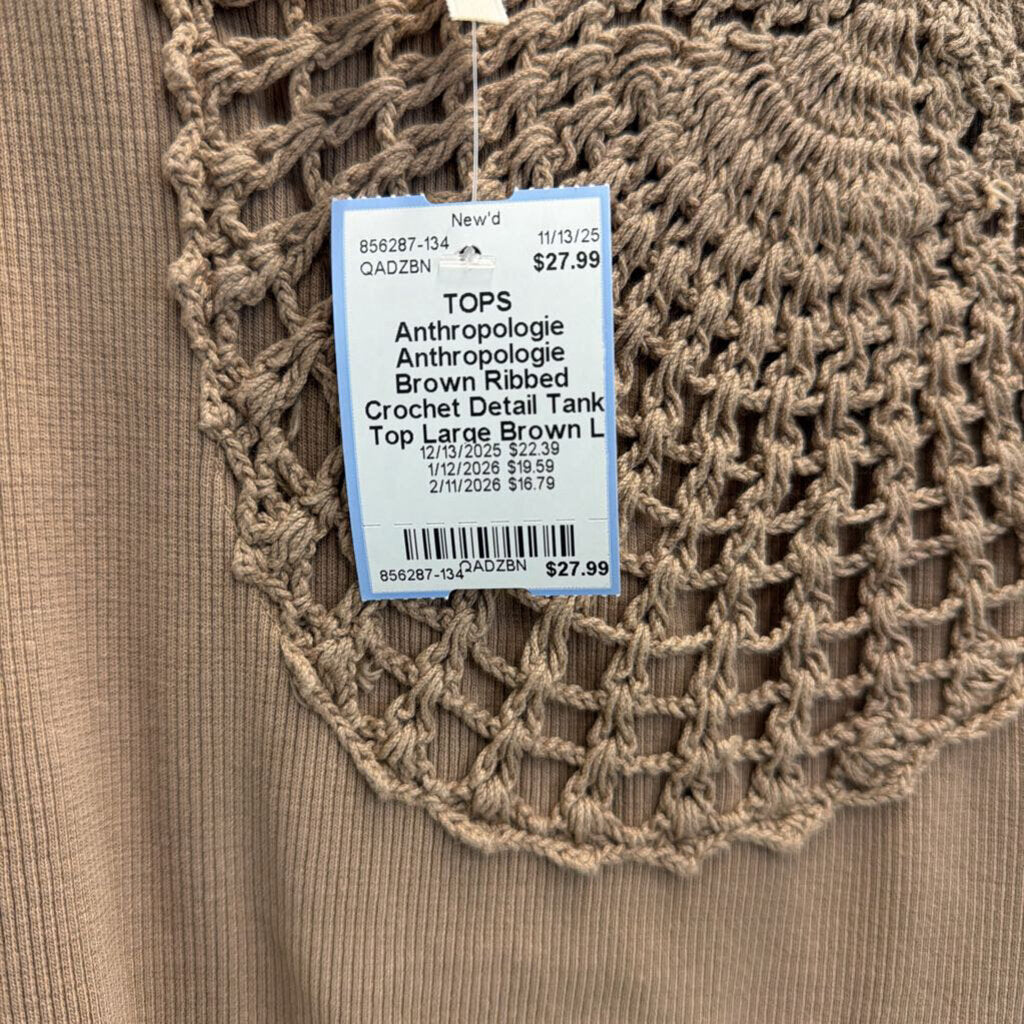 New'd
856287-134 11/13/25
QADZBN $27.99
TOPS
Anthropologie
Anthropologie
Brown Ribbed
Crochet Detail Tank
Top Large Brown L
12/13/2025 $22.39
1/12/2026 $19.59
2/11/2026 $16.79
856287-134 QADZBN $27.99